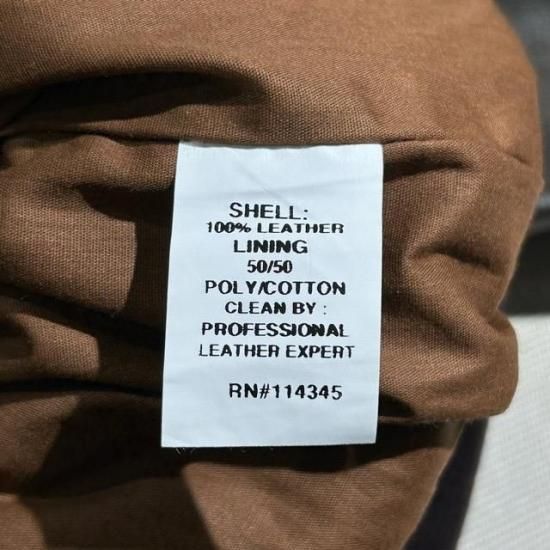 SHELL:
100% LEATHER
LINING
50/50
POLY/COTTON
CLEAN BY :
PROFESSIONAL
LEATHER EXPERT
RN#114345